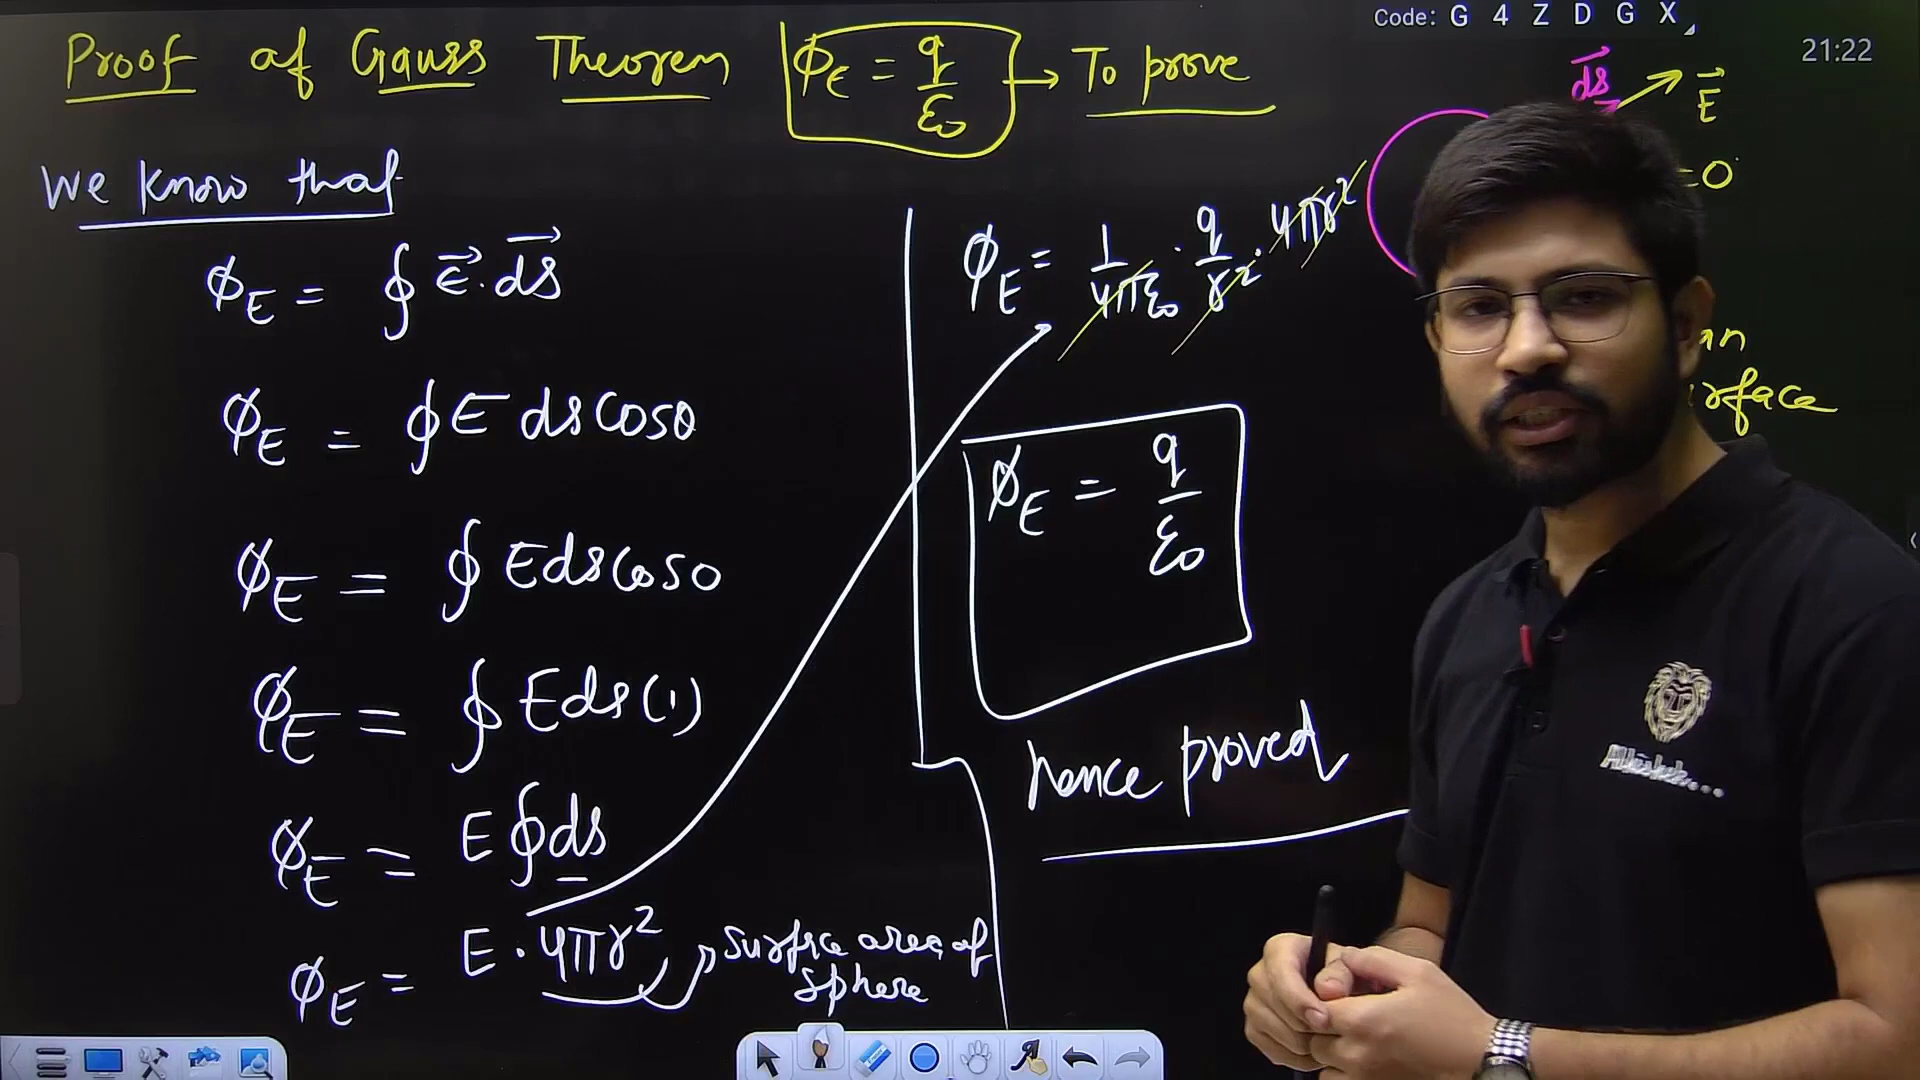 Code: G 4 Z D G X
21:22
Proof of Gauss Theorem ϕE = q/ε0 → To prove
ds E
=0
We know that
ϕE = ∮ E⃗ . ds⃗
ϕE = ∮ E ds cosθ
ϕE = ∮ E ds cos0
ϕE = ∮ E ds (1)
ϕE = E ∮ ds
ϕE = E . 4πr² → Surface area of
sphere
ϕE = 1/4πε0 . q/r² . 4πr²
ϕE = q/ε0
hence proved